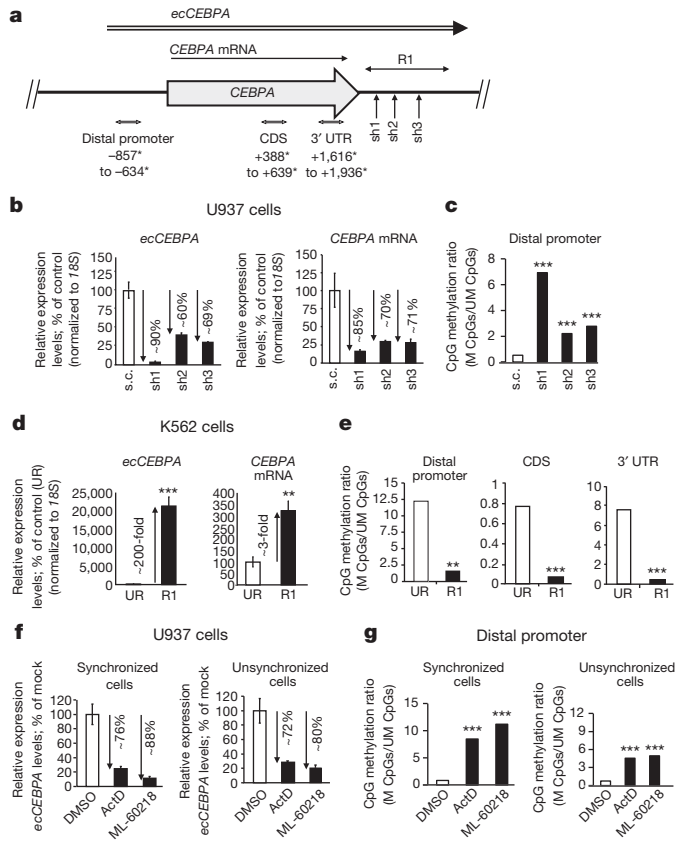 a
ecCEBPA
CEBPA mRNA
R1
CEBPA
sh1
sh2
sh3
Distal promoter
–857*
to –634*
CDS
+388*
to +639*
3′ UTR
+1,616*
to +1,936*
b
U937 cells
ecCEBPA
Relative expression
levels; % of control
(normalized to 18S)
150
125
100
75
50
25
0
~90%
~60%
~69%
s.c.
sh1
sh2
sh3
CEBPA mRNA
Relative expression
levels; % of control
(normalized to 18S)
150
125
100
75
50
25
0
~85%
~70%
~71%
s.c.
sh1
sh2
sh3
c
Distal promoter
CpG methylation ratio
(M CpGs/UM CpGs)
8
6
4
2
0
***
***
***
s.c.
sh1
sh2
sh3
d
K562 cells
ecCEBPA
Relative expression
levels; % of control (UR)
(normalized to 18S)
25,000
20,000
15,000
10,000
5,000
0
~200-fold
***
UR
R1
CEBPA
mRNA
400
350
300
250
200
150
100
50
0
~3-fold
**
UR
R1
e
CpG methylation ratio
(M CpGs/UM CpGs)
Distal
promoter
12.5
10
7.5
5
2.5
0
**
UR
R1
CDS
1
0.8
0.6
0.4
0.2
0
***
UR
R1
3′ UTR
10
7.5
5
2.5
0
***
UR
R1
f
U937 cells
Synchronized
cells
Relative expression
ecCEBPA levels; % of mock
120
100
80
60
40
20
0
~76%
~88%
DMSO
ActD
ML-60218
Unsynchronized
cells
Relative expression
ecCEBPA levels; % of mock
120
100
80
60
40
20
0
~72%
~80%
DMSO
ActD
ML-60218
g
Distal promoter
Synchronized
cells
CpG methylation ratio
(M CpGs/UM CpGs)
15
10
5
0
***
***
DMSO
ActD
ML-60218
Unsynchronized
cells
CpG methylation ratio
(M CpGs/UM CpGs)
12
9
6
3
0
***
***
DMSO
ActD
ML-60218